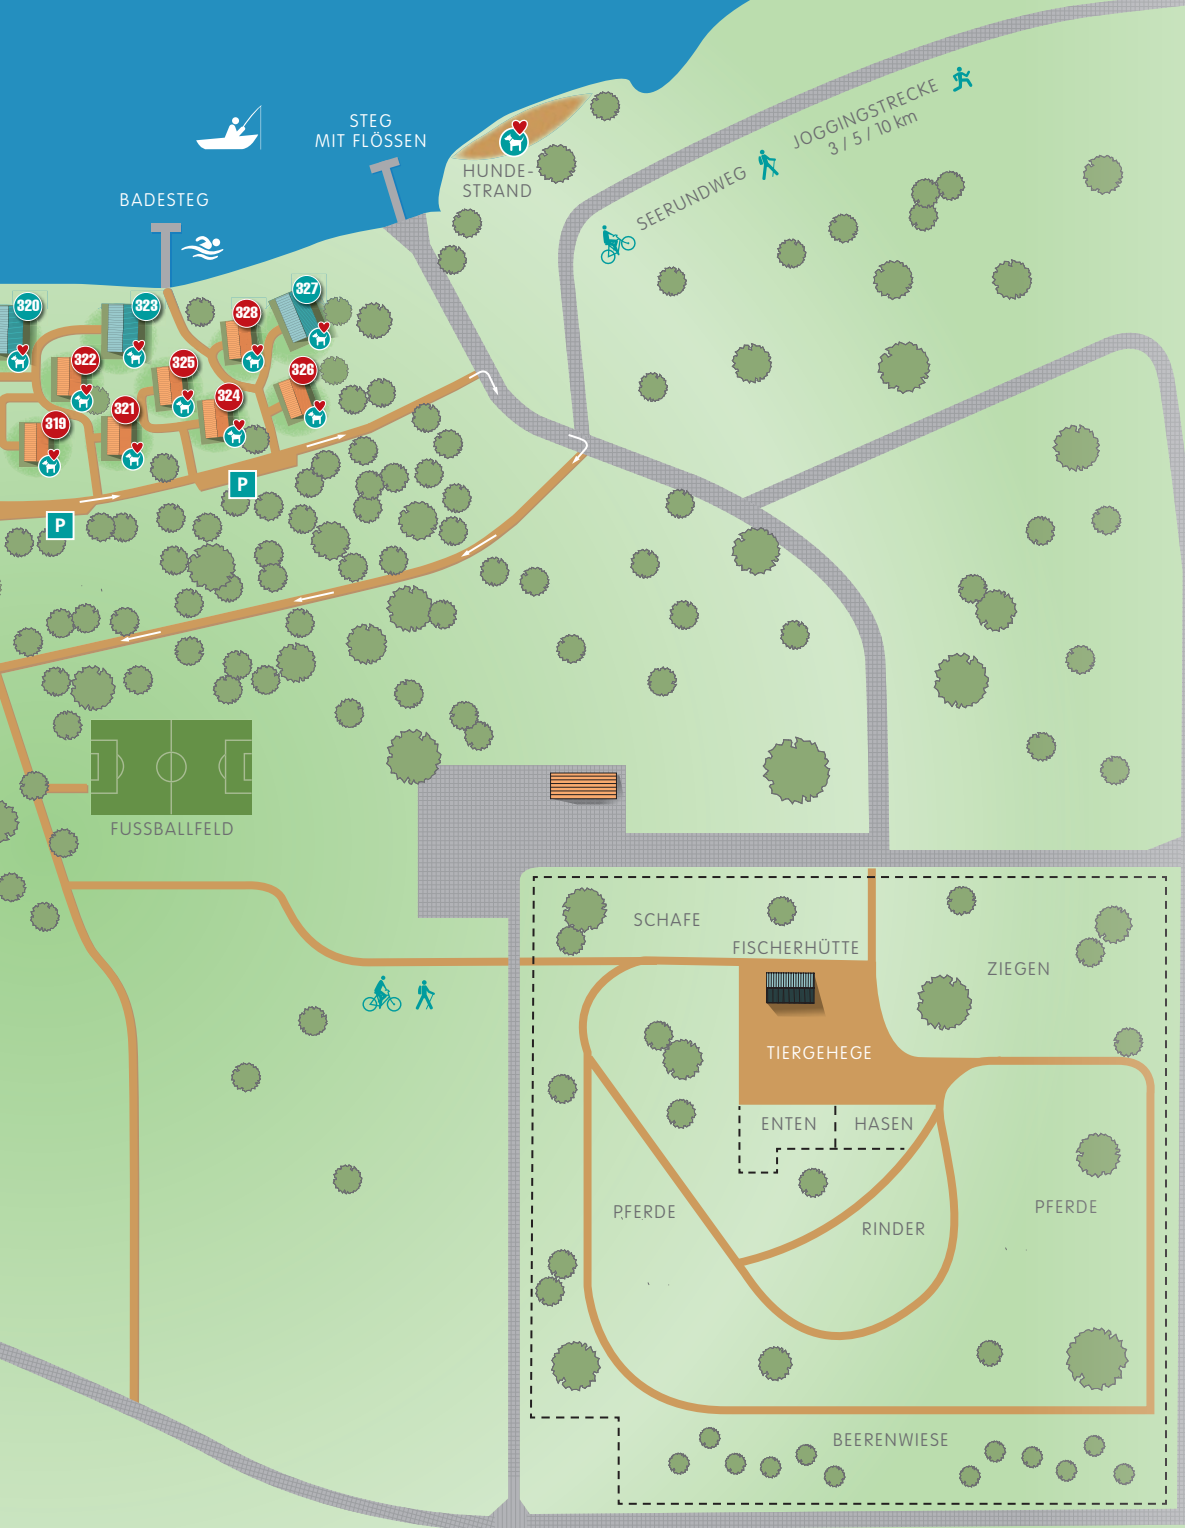 STEG
MIT FLÖSSEN
BADESTEG
HUNDE-
STRAND
SEERUNDWEG
JOGGINGSTRECKE
3 / 5 / 10 km
320
323
328
327
322
325
326
324
321
319
P
P
FUSSBALLFELD
SCHAFE
FISCHERHÜTTE
ZIEGEN
TIERGEHEGE
ENTEN
HASEN
PFERDE
RINDER
PFERDE
BEERENWIESE